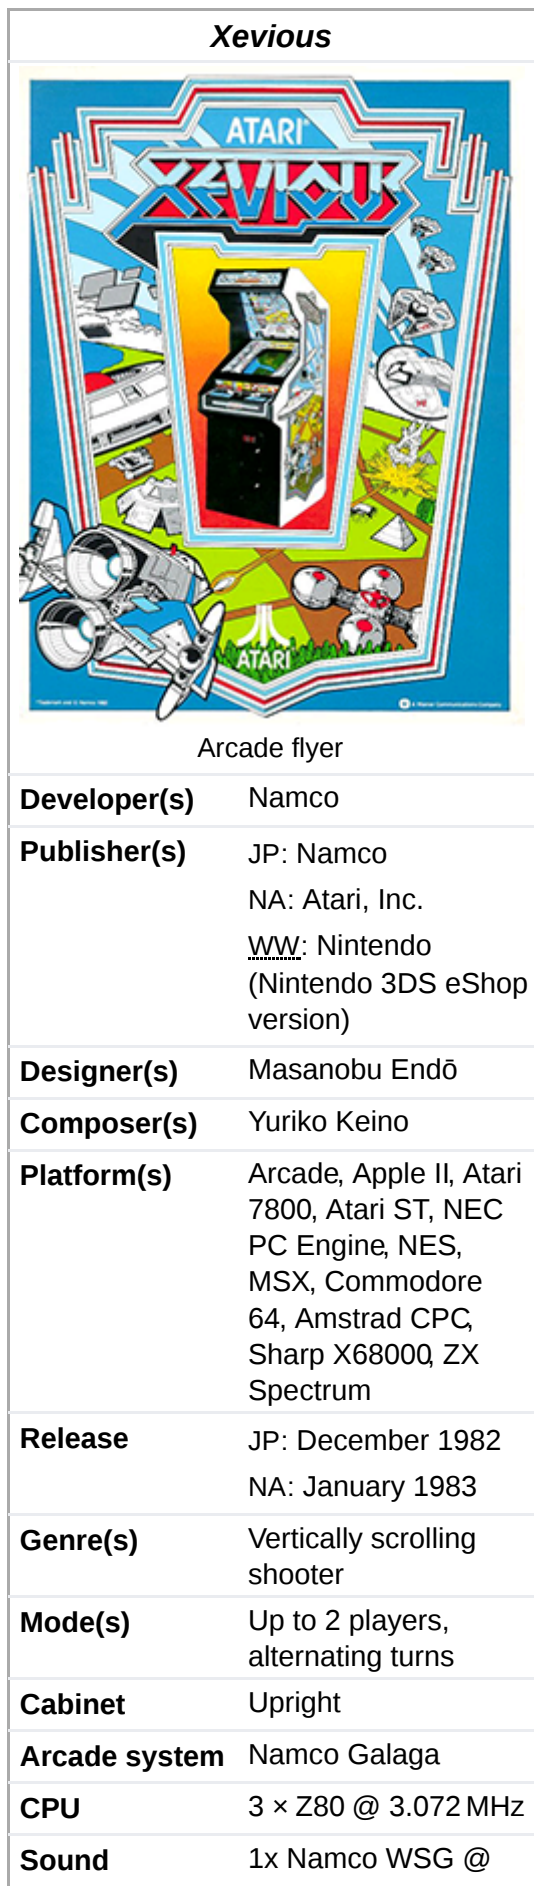 Xevious
ATARI®
XEVIOUS
ATARI
Arcade flyer
Developer(s) Namco
Publisher(s) JP: Namco
NA: Atari, Inc.
WW: Nintendo
(Nintendo 3DS eShop
version)
Designer(s) Masanobu Endō
Composer(s) Yuriko Keino
Platform(s) Arcade, Apple II, Atari
7800, Atari ST, NEC
PC Engine, NES,
MSX, Commodore
64, Amstrad CPC,
Sharp X68000, ZX
Spectrum
Release JP: December 1982
NA: January 1983
Genre(s) Vertically scrolling
shooter
Mode(s) Up to 2 players,
alternating turns
Cabinet Upright
Arcade system Namco Galaga
CPU 3 × Z80 @ 3.072 MHz
Sound 1x Namco WSG @